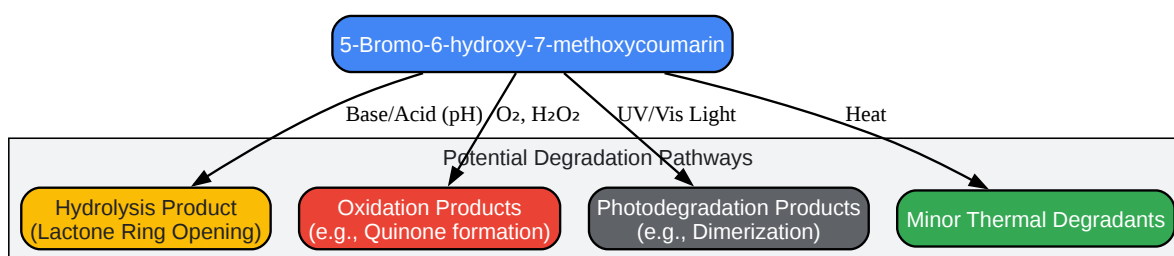 5-Bromo-6-hydroxy-7-methoxycoumarin
Base/Acid (pH)
O₂, H₂O₂
UV/Vis Light
Heat
Potential Degradation Pathways
Hydrolysis Product
(Lactone Ring Opening)
Oxidation Products
(e.g., Quinone formation)
Photodegradation Products
(e.g., Dimerization)
Minor Thermal Degradants